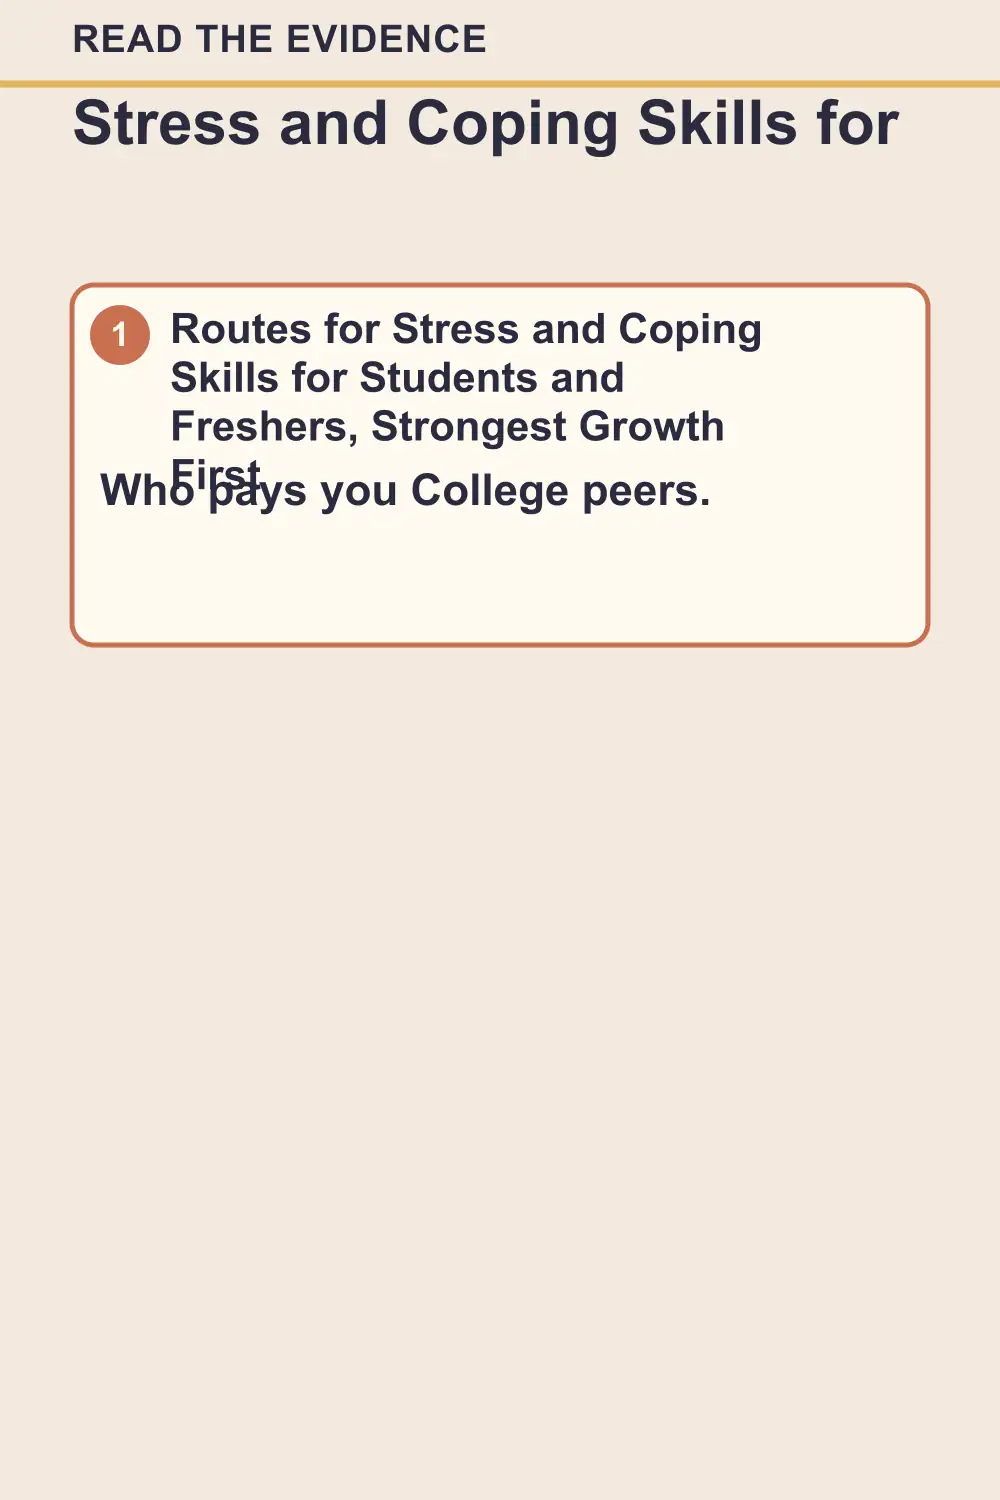 READ THE EVIDENCE
Stress and Coping Skills for
1
Routes for Stress and Coping
Skills for Students and
Freshers, Strongest Growth
First
Who pays you College peers.